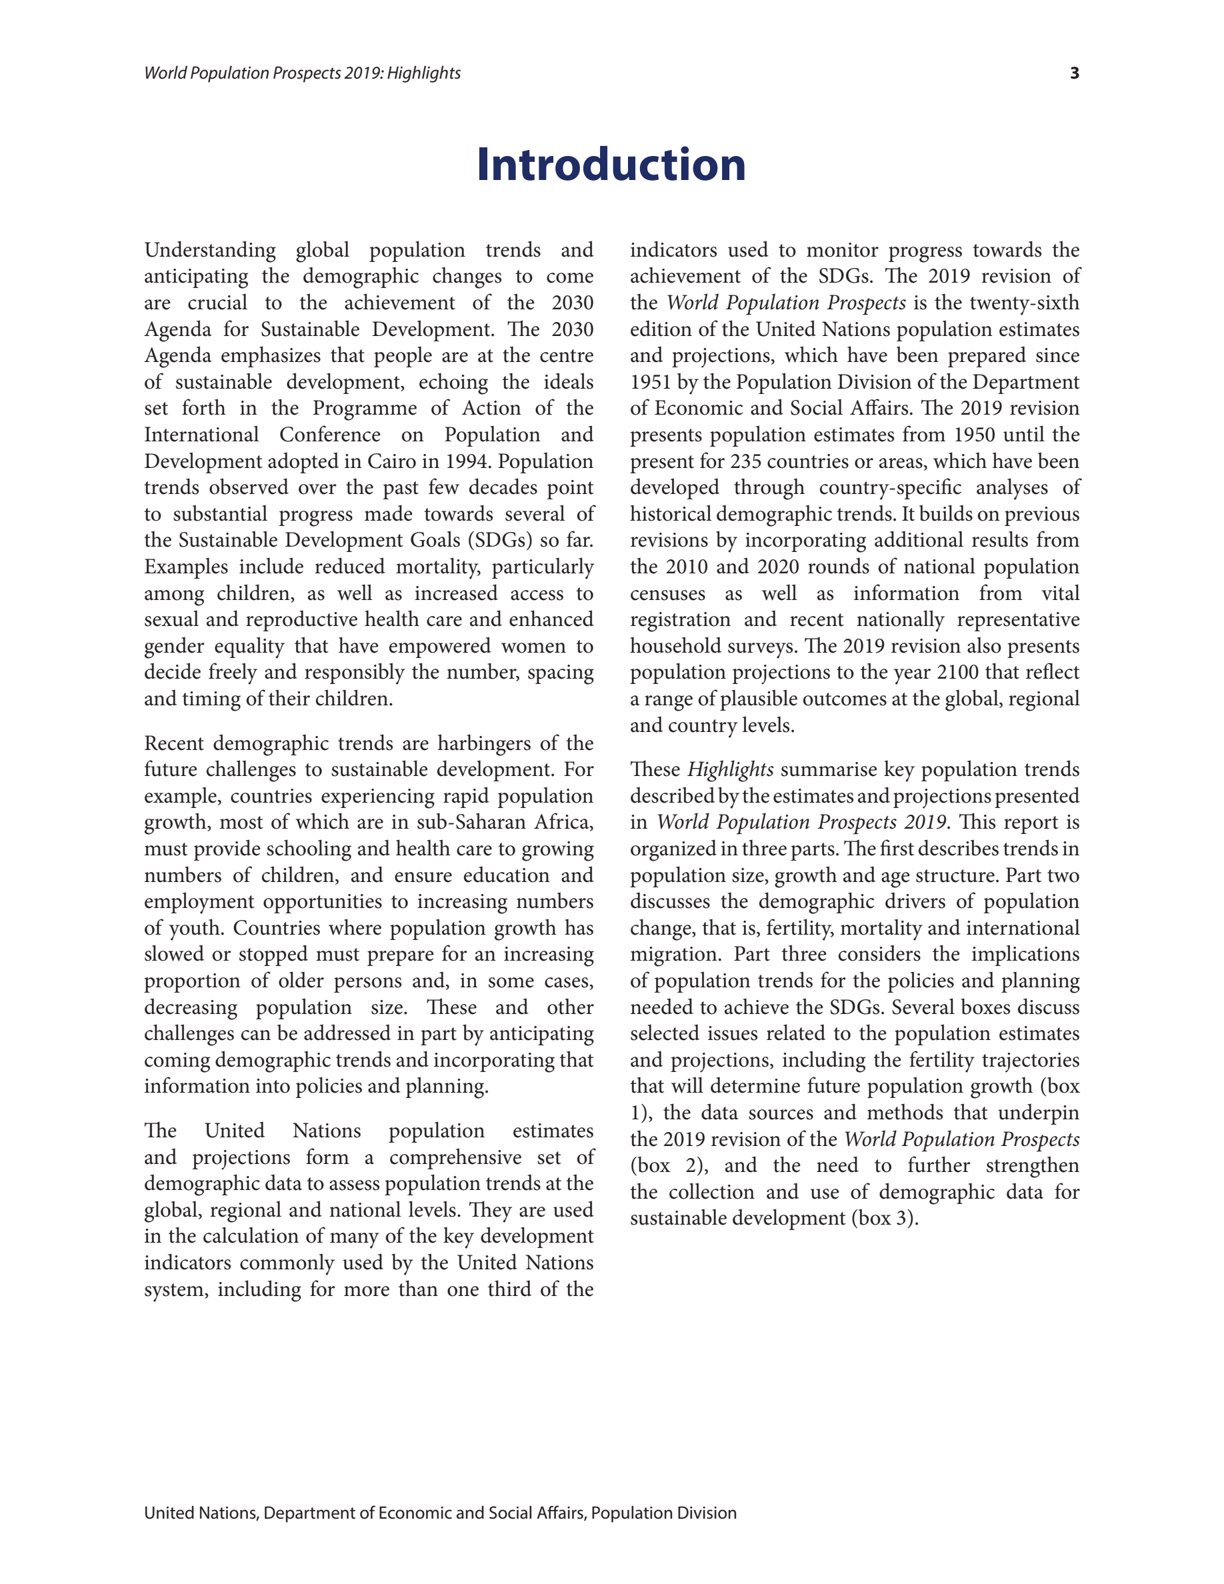 World Population Prospects 2019: Highlights
3
Introduction
Understanding global population trends and
anticipating the demographic changes to come
are crucial to the achievement of the 2030
Agenda for Sustainable Development. The 2030
Agenda emphasizes that people are at the centre
of sustainable development, echoing the ideals
set forth in the Programme of Action of the
International Conference on Population and
Development adopted in Cairo in 1994. Population
trends observed over the past few decades point
to substantial progress made towards several of
the Sustainable Development Goals (SDGs) so far.
Examples include reduced mortality, particularly
among children, as well as increased access to
sexual and reproductive health care and enhanced
gender equality that have empowered women to
decide freely and responsibly the number, spacing
and timing of their children.
Recent demographic trends are harbingers of the
future challenges to sustainable development. For
example, countries experiencing rapid population
growth, most of which are in sub-Saharan Africa,
must provide schooling and health care to growing
numbers of children, and ensure education and
employment opportunities to increasing numbers
of youth. Countries where population growth has
slowed or stopped must prepare for an increasing
proportion of older persons and, in some cases,
decreasing population size. These and other
challenges can be addressed in part by anticipating
coming demographic trends and incorporating that
information into policies and planning.
The United Nations population estimates
and projections form a comprehensive set of
demographic data to assess population trends at the
global, regional and national levels. They are used
in the calculation of many of the key development
indicators commonly used by the United Nations
system, including for more than one third of the
indicators used to monitor progress towards the
achievement of the SDGs. The 2019 revision of
the World Population Prospects is the twenty-sixth
edition of the United Nations population estimates
and projections, which have been prepared since
1951 by the Population Division of the Department
of Economic and Social Affairs. The 2019 revision
presents population estimates from 1950 until the
present for 235 countries or areas, which have been
developed through country-specific analyses of
historical demographic trends. It builds on previous
revisions by incorporating additional results from
the 2010 and 2020 rounds of national population
censuses as well as information from vital
registration and recent nationally representative
household surveys. The 2019 revision also presents
population projections to the year 2100 that reflect
a range of plausible outcomes at the global, regional
and country levels.
These Highlights summarise key population trends
described by the estimates and projections presented
in World Population Prospects 2019. This report is
organized in three parts. The first describes trends in
population size, growth and age structure. Part two
discusses the demographic drivers of population
change, that is, fertility, mortality and international
migration. Part three considers the implications
of population trends for the policies and planning
needed to achieve the SDGs. Several boxes discuss
selected issues related to the population estimates
and projections, including the fertility trajectories
that will determine future population growth (box
1), the data sources and methods that underpin
the 2019 revision of the World Population Prospects
(box 2), and the need to further strengthen
the collection and use of demographic data for
sustainable development (box 3).
United Nations, Department of Economic and Social Affairs, Population Division